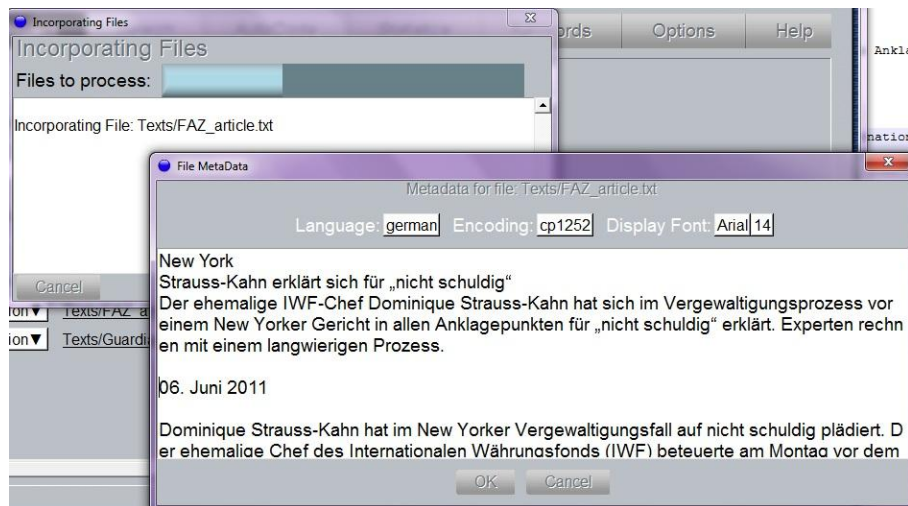 Incorporating Files
Incorporating Files
Files to process:
Incorporating File: Texts/FAZ_article.txt
Cancel
Options
Help
Texts/FAZ
Texts/Guardi
File MetaData
Metadata for file: Texts/FAZ_article.txt
Language: german Encoding: cp1252 Display Font: Arial 14
New York
Strauss-Kahn erklärt sich für „nicht schuldig“
Der ehemalige IWF-Chef Dominique Strauss-Kahn hat sich im Vergewaltigungsprozess vor
einem New Yorker Gericht in allen Anklagepunkten für „nicht schuldig“ erklärt. Experten rechn
en mit einem langwierigen Prozess.
06. Juni 2011
Dominique Strauss-Kahn hat im New Yorker Vergewaltigungsfall auf nicht schuldig plädiert. D
er ehemalige Chef des Internationalen Währungsfonds (IWF) beteuerte am Montag vor dem
OK Cancel
Ankla
nation